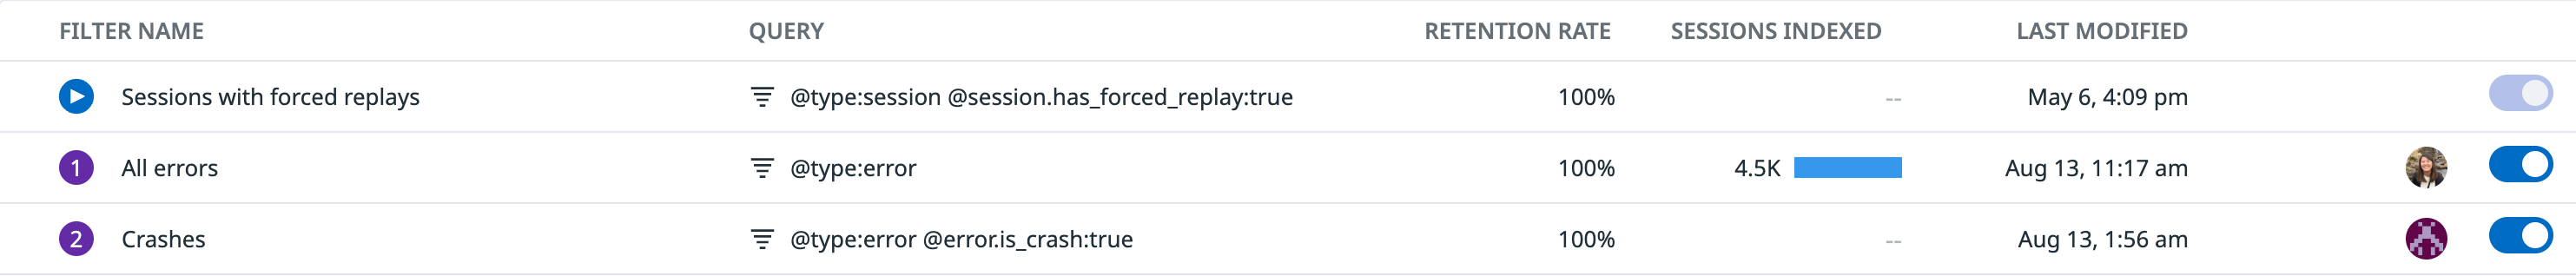 FILTER NAME QUERY RETENTION RATE SESSIONS INDEXED LAST MODIFIED
Sessions with forced replays @type:session @session.has_forced_replay:true 100% -- May 6, 4:09 pm
1 All errors @type:error 100% 4.5K Aug 13, 11:17 am
2 Crashes @type:error @error.is_crash:true 100% -- Aug 13, 1:56 am